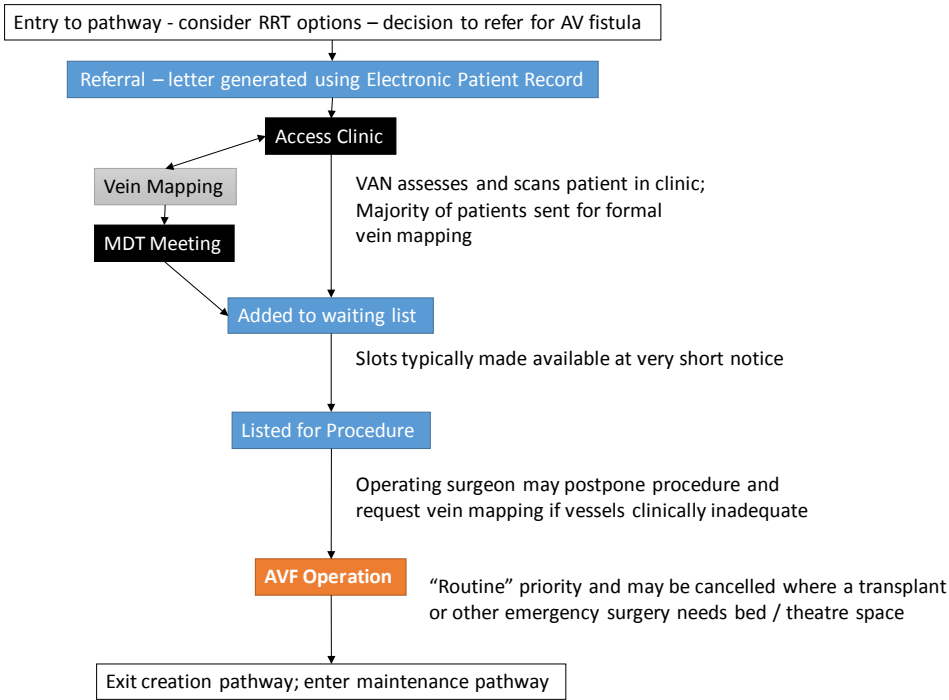 Entry to pathway - consider RRT options – decision to refer for AV fistula
Referral – letter generated using Electronic Patient Record
Access Clinic
Vein Mapping
VAN assesses and scans patient in clinic;
Majority of patients sent for formal
vein mapping
MDT Meeting
Added to waiting list
Slots typically made available at very short notice
Listed for Procedure
Operating surgeon may postpone procedure and
request vein mapping if vessels clinically inadequate
AVF Operation
“Routine” priority and may be cancelled where a transplant
or other emergency surgery needs bed / theatre space
Exit creation pathway; enter maintenance pathway